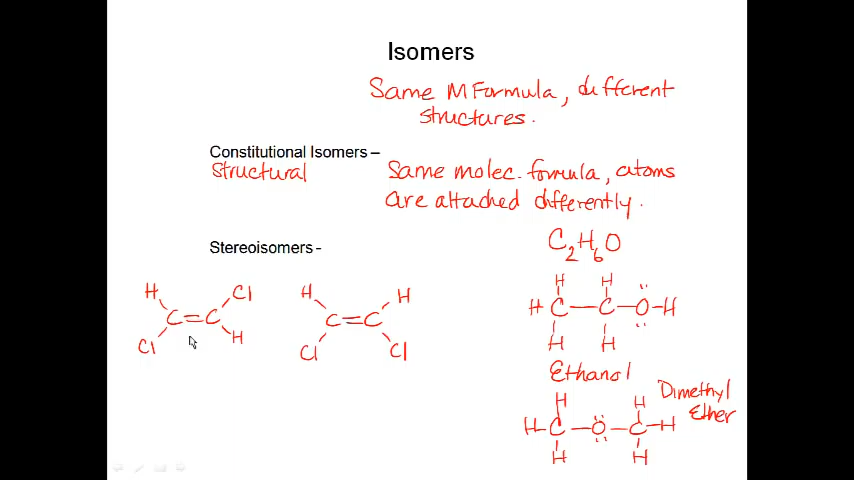 Isomers
Same M Formula, different
structures.
Constitutional Isomers –
Structural
Same molec. formula, atoms
are attached differently.
Stereoisomers -
C2H6O
H Cl
C=C
Cl H
H H
C=C
Cl Cl
H H
H C — C — O — H
H H
Ethanol
Dimethyl
Ether
H H
H – C — O — C – H
H H